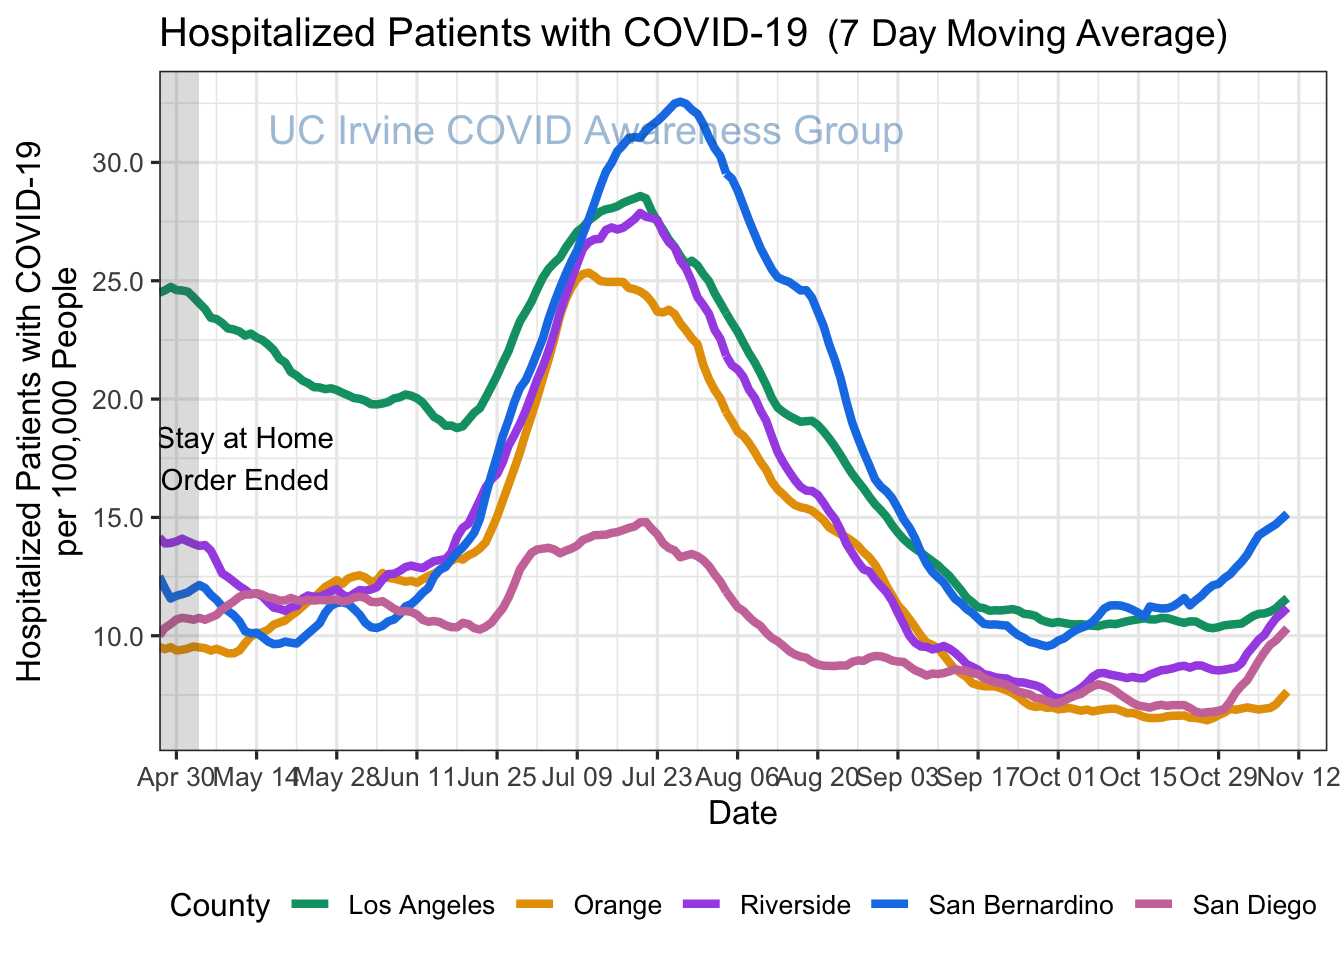 Hospitalized Patients with COVID-19 (7 Day Moving Average)
UC Irvine COVID Awareness Group
Hospitalized Patients with COVID-19
per 100,000 People
30.0
25.0
20.0
15.0
10.0
Stay at Home
Order Ended
Apr 30 May 14 May 28 Jun 11 Jun 25 Jul 09 Jul 23 Aug 06 Aug 20 Sep 03 Sep 17 Oct 01 Oct 15 Oct 29 Nov 12
Date
County Los Angeles Orange Riverside San Bernardino San Diego